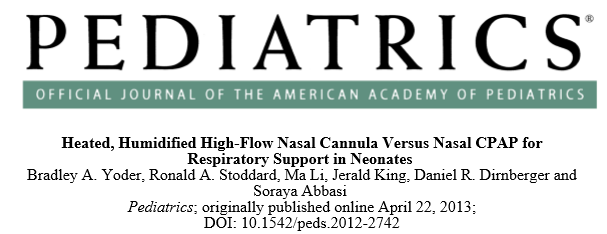 PEDIATRICS®
OFFICIAL JOURNAL OF THE AMERICAN ACADEMY OF PEDIATRICS
Heated, Humidified High-Flow Nasal Cannula Versus Nasal CPAP for
Respiratory Support in Neonates
Bradley A. Yoder, Ronald A. Stoddard, Ma Li, Jerald King, Daniel R. Dirnberger and
Soraya Abbasi
Pediatrics; originally published online April 22, 2013;
DOI: 10.1542/peds.2012-2742